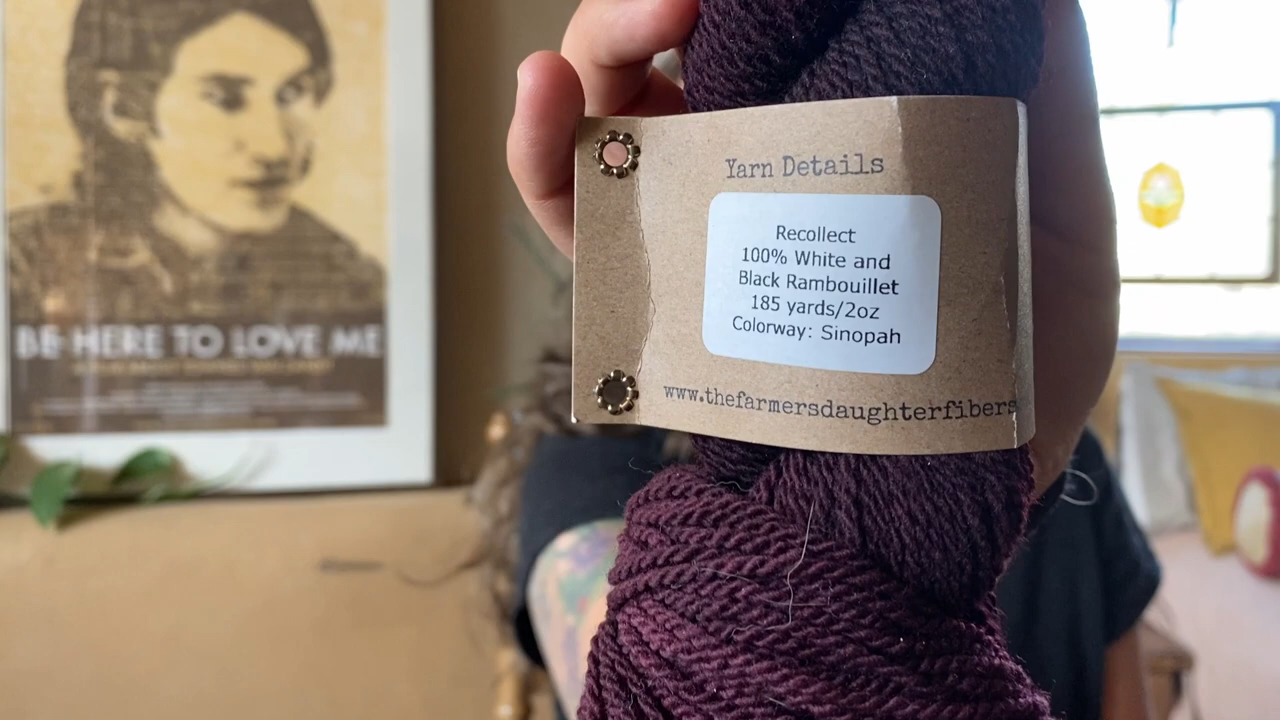 BE HERE TO LOVE ME
Yarn Details
Recollect
100% White and
Black Rambouillet
185 yards/2oz
Colorway: Sinopah
www.thefarmersdaughterfibers